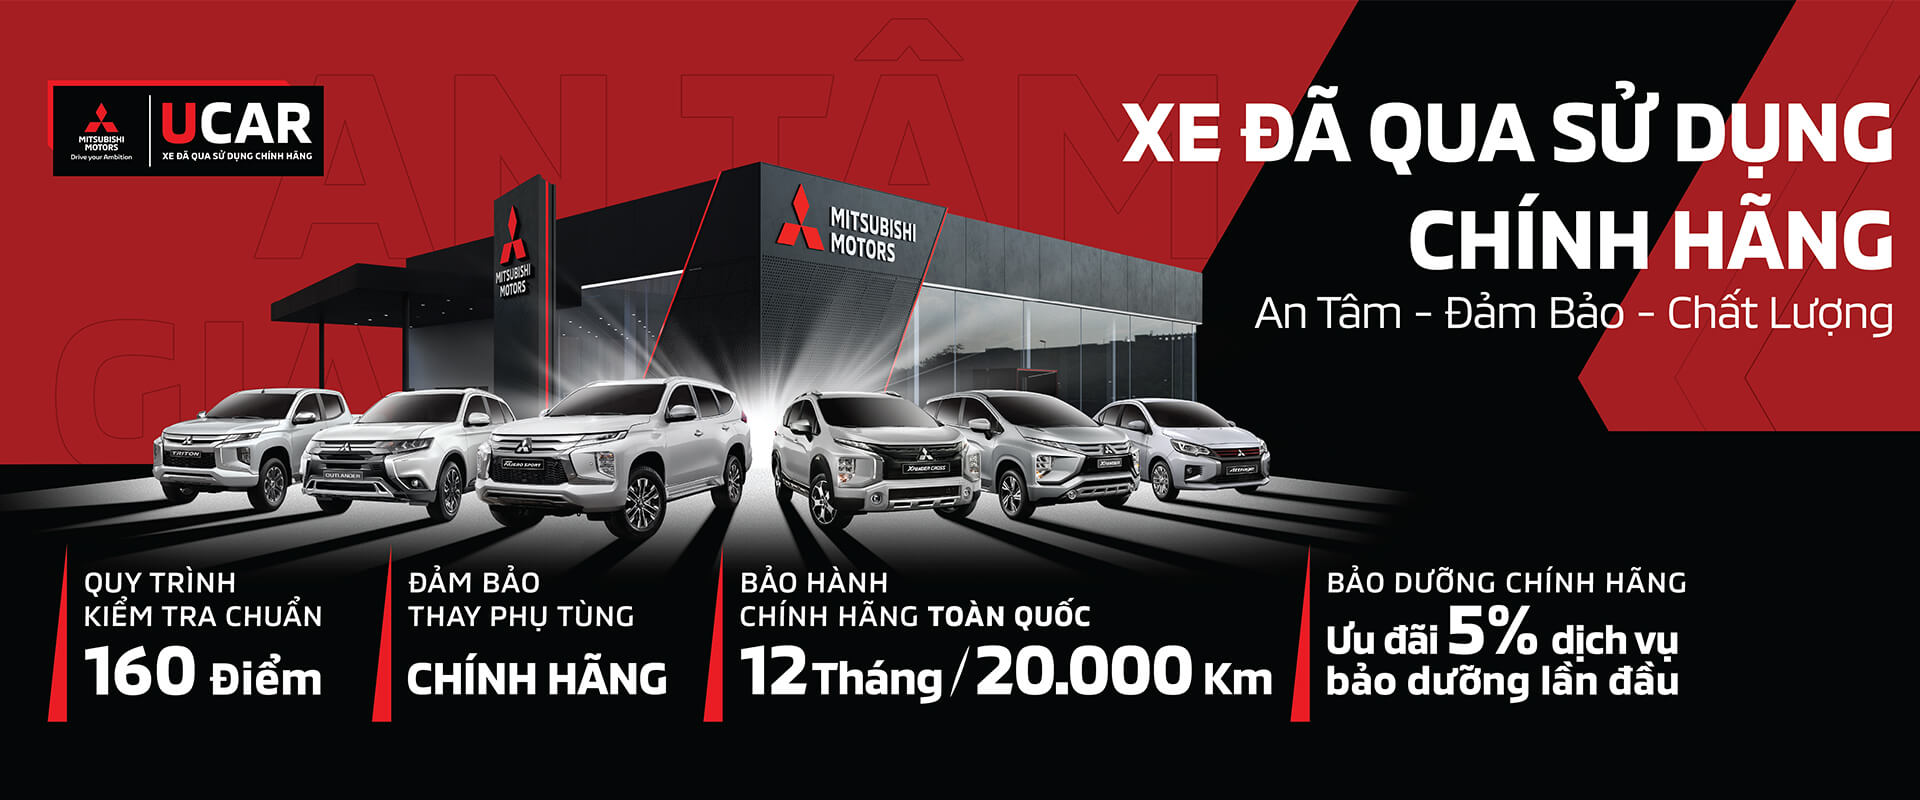 AN TÂM
GIA
MITSUBISHI
MOTORS
Drive your Ambition
UCAR
XE ĐÃ QUA SỬ DỤNG CHÍNH HÃNG
XE ĐÃ QUA SỬ DỤNG
CHÍNH HÃNG
An Tâm - Đảm Bảo - Chất Lượng
MITSUBISHI
MOTORS
MITSUBISHI
MOTORS
TRITON
OUTLANDER
PAJERO SPORT
XPANDER CROSS
XPANDER
Attrage
QUY TRÌNH
KIỂM TRA CHUẨN
160 Điểm
ĐẢM BẢO
THAY PHỤ TÙNG
CHÍNH HÃNG
BẢO HÀNH
CHÍNH HÃNG TOÀN QUỐC
12 Tháng / 20.000 Km
BẢO DƯỠNG CHÍNH HÃNG
Ưu đãi 5% dịch vụ
bảo dưỡng lần đầu